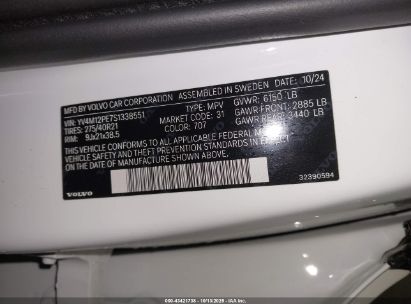 MFD BY VOLVO CAR CORPORATION ASSEMBLED IN SWEDEN 10/24
VIN: YV4M12PE7S1338551 TYPE: MPV GVWR: 6150 LB
TIRES: 275/40R21 MARKET: 31 GAWR-FRONT: 2885 LB
RIM: 9Jx21x38.5 COLOR: 707 GAWR-REAR: 3440 LB
THIS VEHICLE CONFORMS TO ALL APPLICABLE FEDERAL MOTOR VEHICLE
SAFETY AND THEFT PREVENTION STANDARDS IN EFFECT ON
THE DATE OF MANUFACTURE SHOWN ABOVE.
VOLVO 32390594